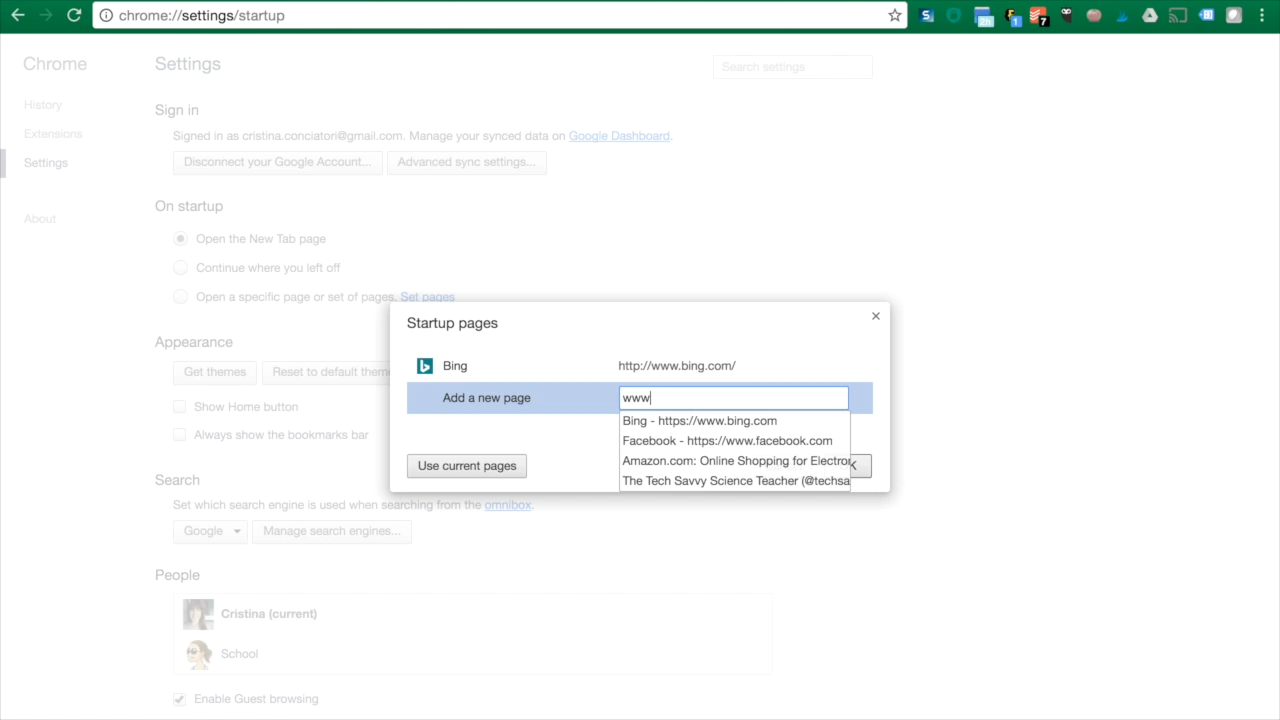 chrome://settings/startup
2h
1
7
Chrome
Settings
Search settings
History
Extensions
Settings
About
Sign in
Signed in as cristina.conciatori@gmail.com. Manage your synced data on Google Dashboard.
Disconnect your Google Account... Advanced sync settings...
On startup
Open the New Tab page
Continue where you left off
Open a specific page or set of pages. Set pages
Startup pages
Bing http://www.bing.com/
Add a new page www
Bing - https://www.bing.com
Facebook - https://www.facebook.com
Amazon.com: Online Shopping for Electron
The Tech Savvy Science Teacher (@techsa
Use current pages
Appearance
Get themes Reset to default theme
Show Home button
Always show the bookmarks bar
Search
Set which search engine is used when searching from the omnibox.
Google Manage search engines...
People
Cristina (current)
School
Enable Guest browsing